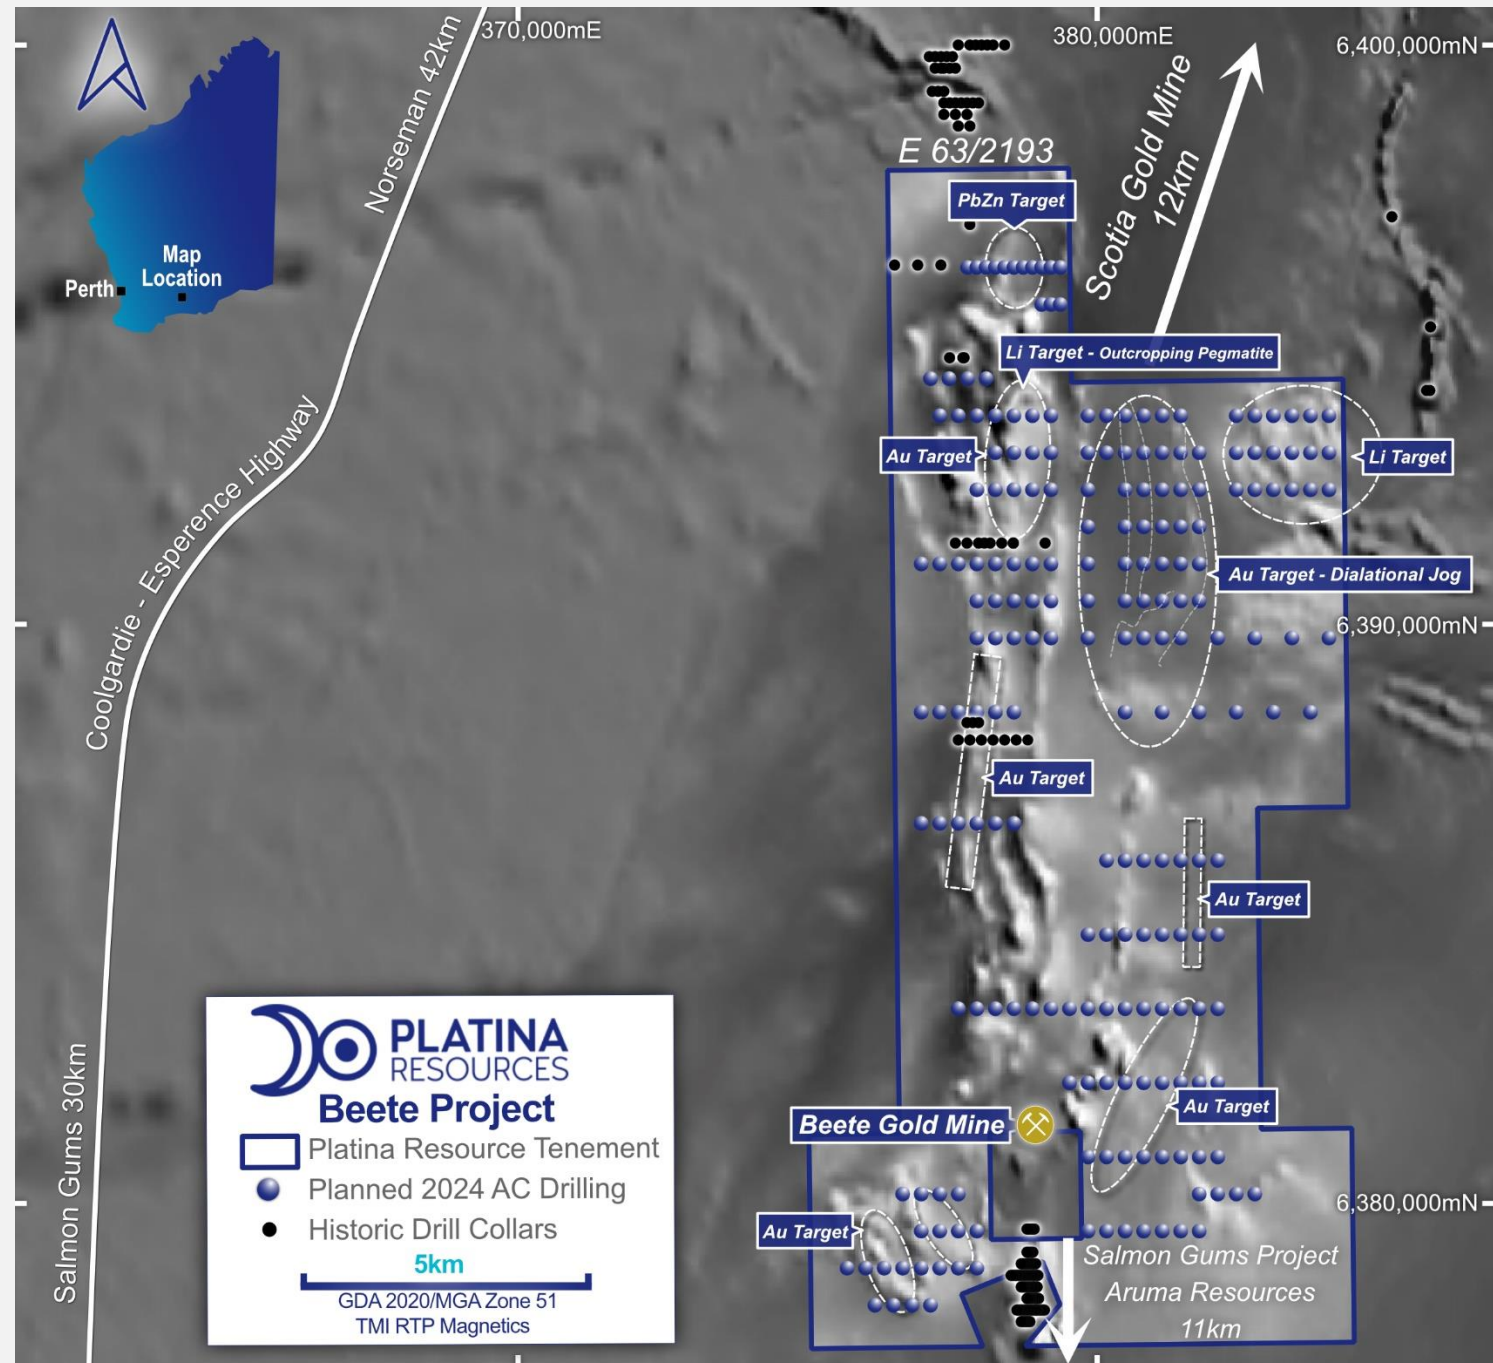 370,000mE
380,000mE
6,400,000mN
Norseman 42km
Scotia Gold Mine
12km
E 63/2193
PbZn Target
Map
Location
Perth
Li Target - Outcropping Pegmatite
Au Target
Li Target
Coolgardie - Esperence Highway
Au Target - Dialational Jog
6,390,000mN
Au Target
Au Target
Salmon Gums 30km
PLATINA
RESOURCES
Beete Project
Platina Resource Tenement
Planned 2024 AC Drilling
Historic Drill Collars
5km
GDA 2020/MGA Zone 51
TMI RTP Magnetics
Au Target
Beete Gold Mine
6,380,000mN
Au Target
Salmon Gums Project
Aruma Resources
11km